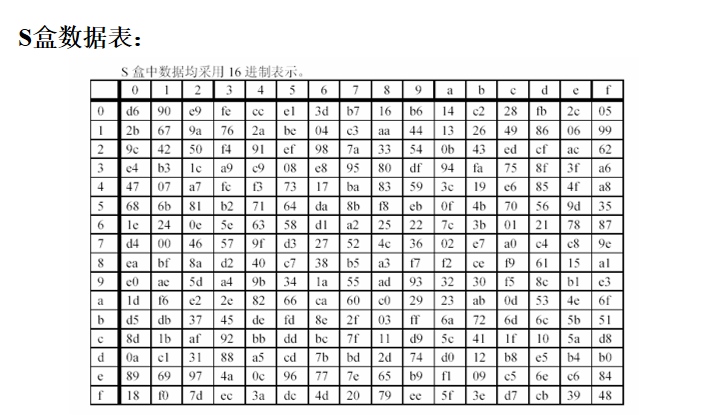 S盒数据表：
S 盒中数据均采用 16 进制表示。
0 1 2 3 4 5 6 7 8 9 a b c d e f
0 d6 90 e9 fe cc e1 3d b7 16 b6 14 c2 28 fb 2c 05
1 2b 67 9a 76 2a be 04 c3 aa 44 13 26 49 86 06 99
2 9c 42 50 f4 91 ef 98 7a 33 54 0b 43 ed cf ac 62
3 e4 b3 1c a9 c9 08 e8 95 80 df 94 fa 75 8f 3f a6
4 47 07 a7 fc f3 73 17 ba 83 59 3c 19 e6 85 4f a8
5 68 6b 81 b2 71 64 da 8b f8 eb 0f 4b 70 56 9d 35
6 1e 24 0e 5e 63 58 d1 a2 25 22 7c 3b 01 21 78 87
7 d4 00 46 57 9f d3 27 52 4c 36 02 e7 a0 c4 c8 9e
8 ea bf 8a d2 40 c7 38 b5 a3 f7 f2 ce f9 61 15 a1
9 e0 ae 5d a4 9b 34 1a 55 ad 93 32 30 f5 8c b1 e3
a 1d f6 e2 2e 82 66 ca 60 c0 29 23 ab 0d 53 4e 6f
b d5 db 37 45 de fd 8e 2f 03 ff 6a 72 6d 6c 5b 51
c 8d 1b af 92 bb dd bc 7f 11 d9 5c 41 1f 10 5a d8
d 0a c1 31 88 a5 cd 7b bd 2d 74 d0 12 b8 e5 b4 b0
e 89 69 97 4a 0c 96 77 7e 65 b9 f1 09 c5 6e c6 84
f 18 f0 7d ec 3a dc 4d 20 79 ee 5f 3e d7 cb 39 48